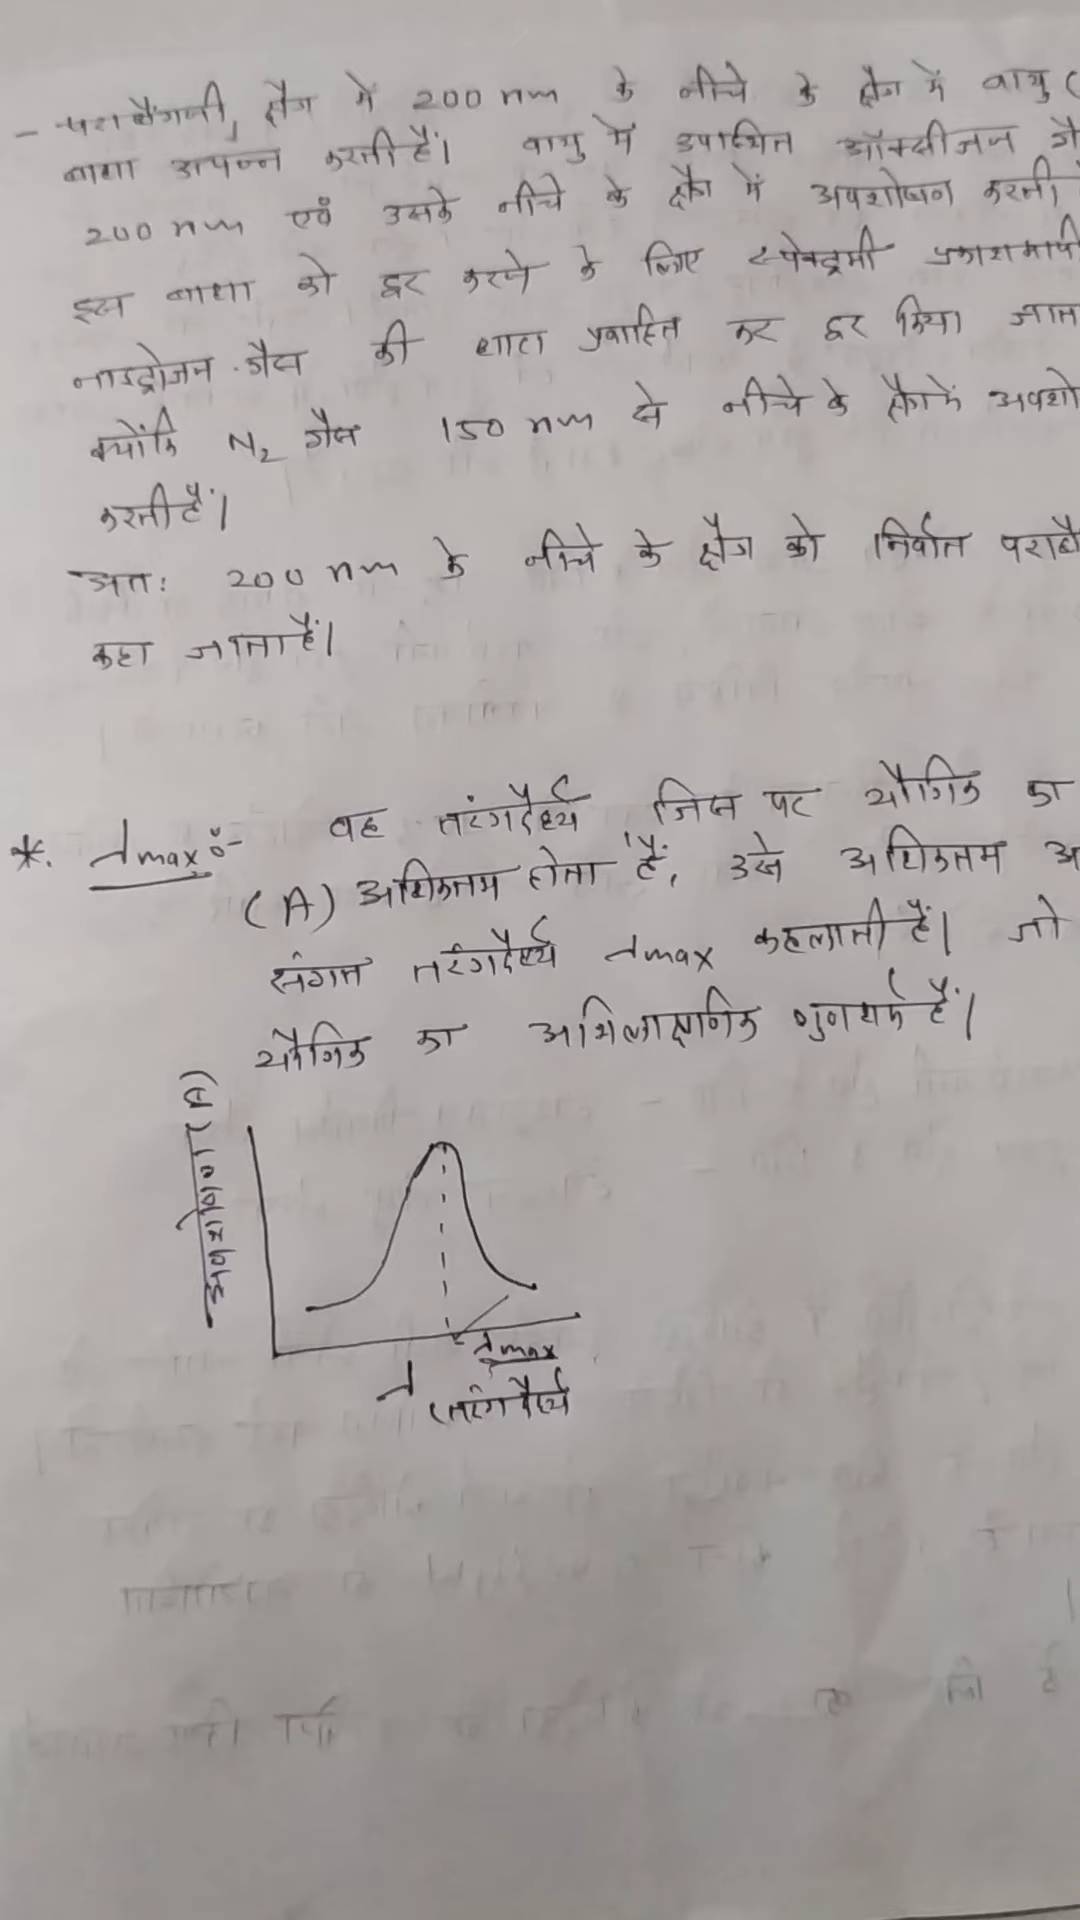 - पराबैंगनी, क्षेत्र में 200 nm के नीचे के क्षेत्र में वायु (
बाधा उत्पन्न करती हैं। वायु में उपस्थित ऑक्सीजन गै
200 nm एवं उसके नीचे के क्षेत्र में अवशोषण करती
इस बाधा को दूर करने के लिए स्पेक्ट्रमी प्रकाशमापी
नाइट्रोजन गैस की धारा प्रवाहित कर दूर किया जात
क्योंकि N₂ गैस 150 nm से नीचे के क्षेत्र में अवशो
करती हैं।
अतः 200 nm के नीचे के क्षेत्र को निर्वात पराबै
कहा जाता हैं।
*. λmax :- वह तरंगदैर्ध्य जिस पर यौगिक का
(A) अधिकतम होता हैं, उसे अधिकतम अ
संगत तरंगदैर्ध्य λmax कहलाती हैं। जो
यौगिक का अभिलाक्षणिक गुणधर्म हैं।
अवशोषण (A)
λmax
λ
(तरंगदैर्ध्य